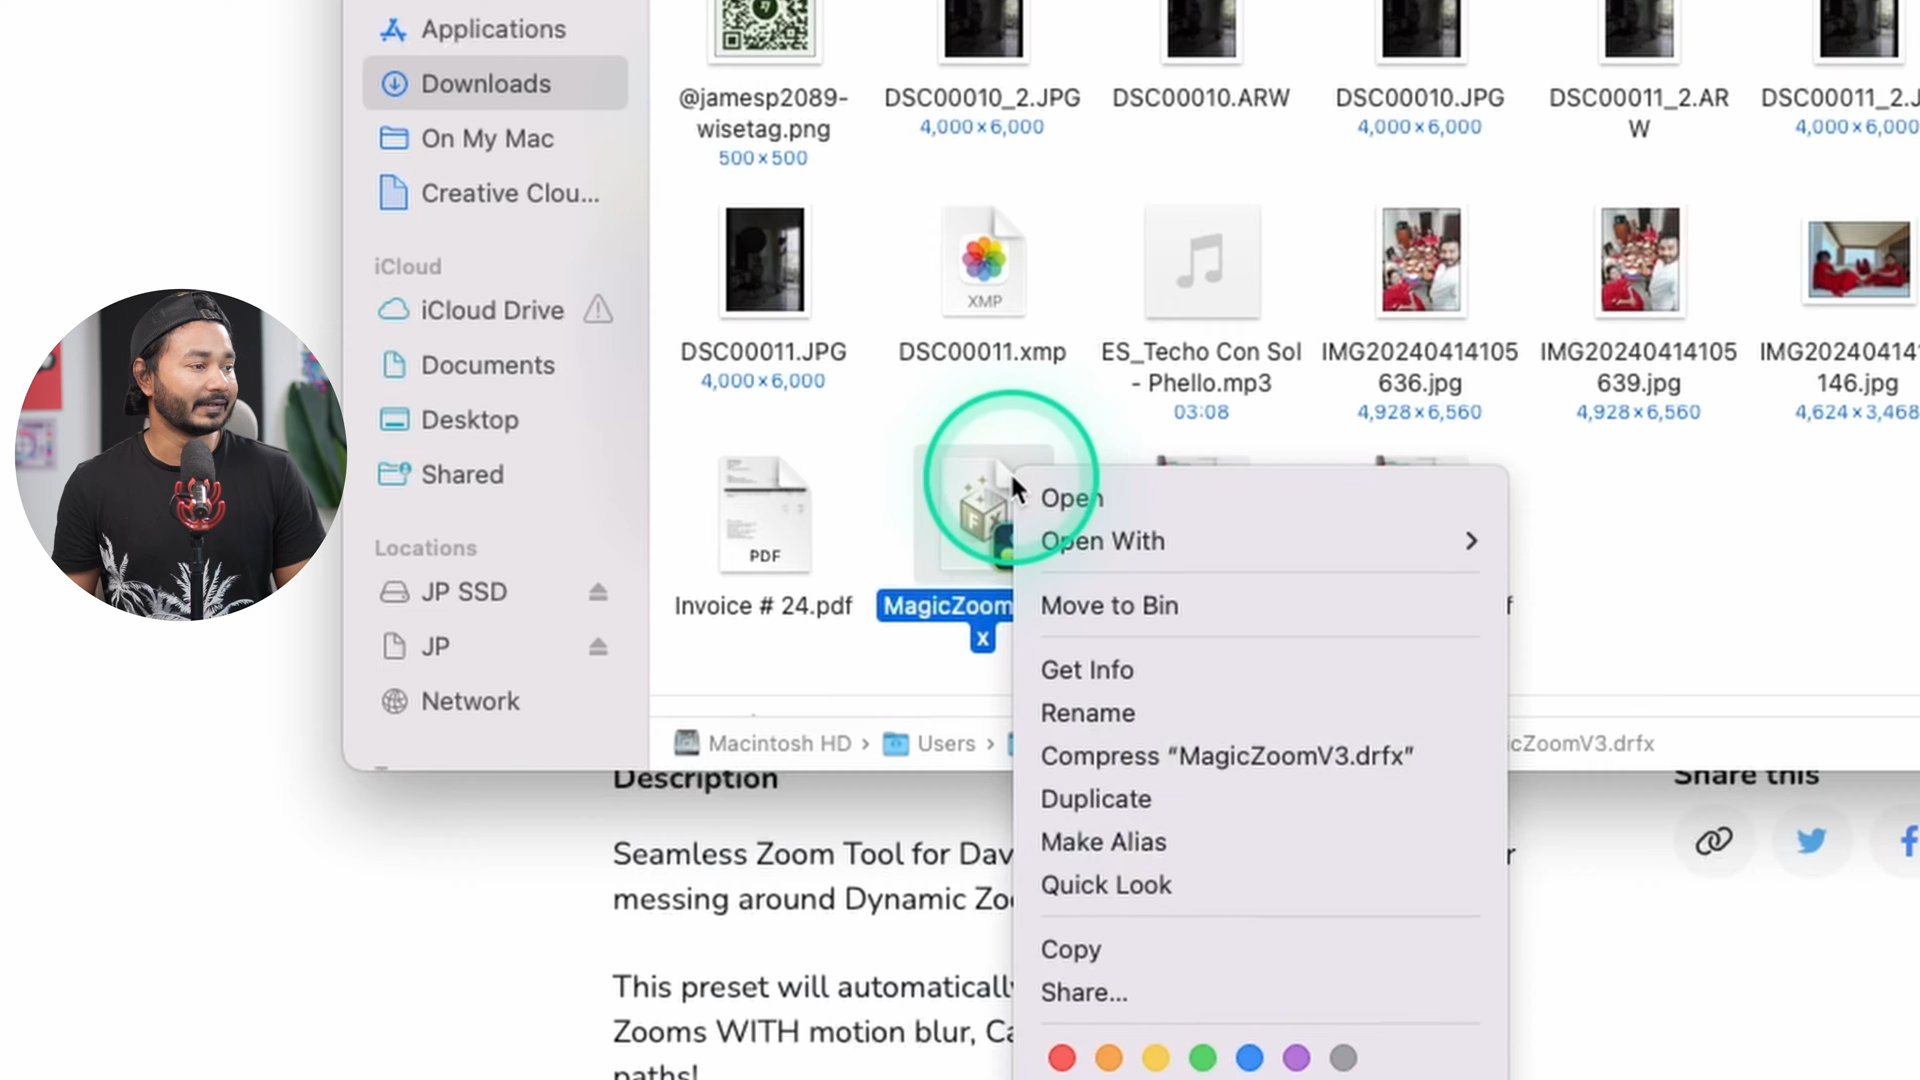 Applications
Downloads
On My Mac
Creative Clou...
iCloud
iCloud Drive
Documents
Desktop
Shared
Locations
JP SSD
JP
Network
@jamesp2089-
wisetag.png
500×500
DSC00010_2.JPG
4,000×6,000
DSC00010.ARW
DSC00010.JPG
4,000×6,000
DSC00011_2.AR
W
DSC00011_2.J
4,000×6,000
DSC00011.JPG
4,000×6,000
XMP
DSC00011.xmp
ES_Techo Con Sol
- Phello.mp3
03:08
IMG20240414105
636.jpg
4,928×6,560
IMG20240414105
639.jpg
4,928×6,560
IMG20240414
146.jpg
4,624×3,468
PDF
Invoice # 24.pdf
FX
MagicZoom
x
f
Open
Open With
Move to Bin
Get Info
Rename
Compress “MagicZoomV3.drfx”
Duplicate
Make Alias
Quick Look
Copy
Share...
Macintosh HD › Users ›
icZoomV3.drfx
Description
Share this
Seamless Zoom Tool for Dav
r
messing around Dynamic Zo
This preset will automatically
Zooms WITH motion blur, Ca
paths!